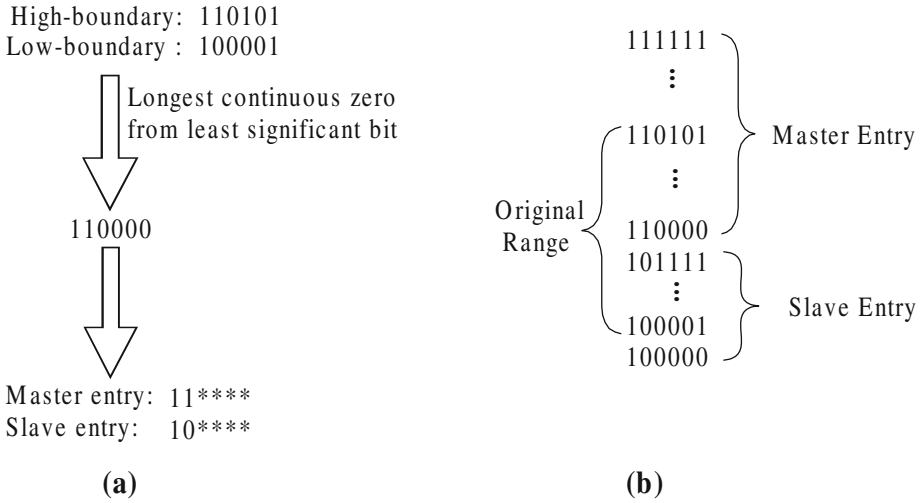 High-boundary: 110101
Low-boundary : 100001
Longest continuous zero
from least significant bit
110000
Master entry: 11****
Slave entry: 10****
(a)
111111
...
110101
...
110000
101111
...
100001
100000
Original
Range
Master Entry
Slave Entry
(b)